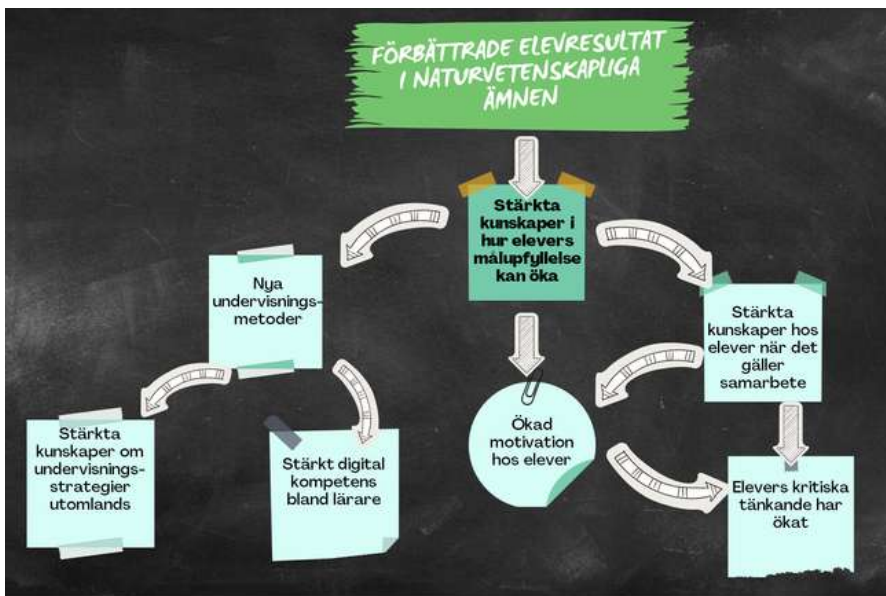 FÖRBÄTTRADE ELEVRESULTAT
I NATURVETENSKAPLIGA
ÄMNEN
Stärkta
kunskaper i
hur elevers
målupfyllelse
kan öka
Nya
undervisnings-
metoder
Stärkta
kunskaper hos
elever när det
gäller
samarbete
Stärkta
kunskaper om
undervisnings-
strategier
utomlands
Stärkt digital
kompetens
bland lärare
Ökad
motivation
hos elever
Elevers kritiska
tänkande har
ökat